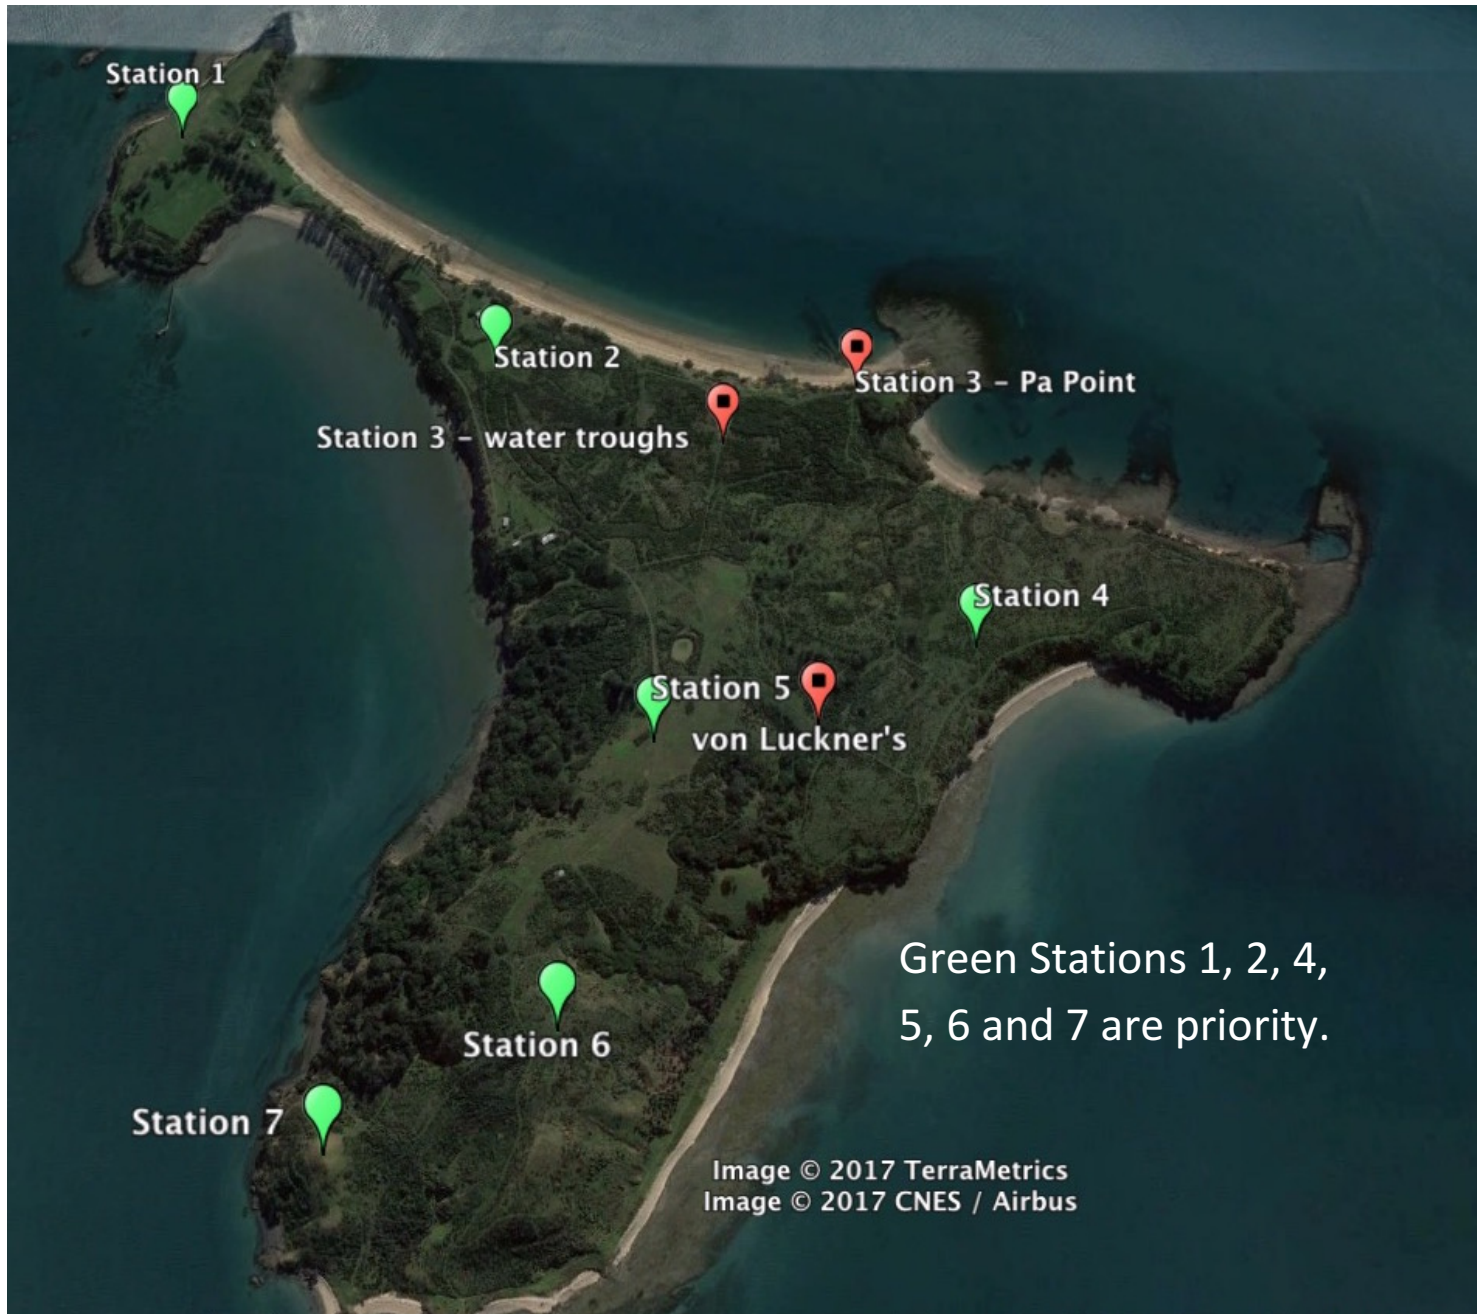 Station 1
Station 2
Station 3 – Pa Point
Station 3 – water troughs
Station 4
Station 5
von Luckner's
Green Stations 1, 2, 4,
5, 6 and 7 are priority.
Station 6
Station 7
Image © 2017 TerraMetrics
Image © 2017 CNES / Airbus